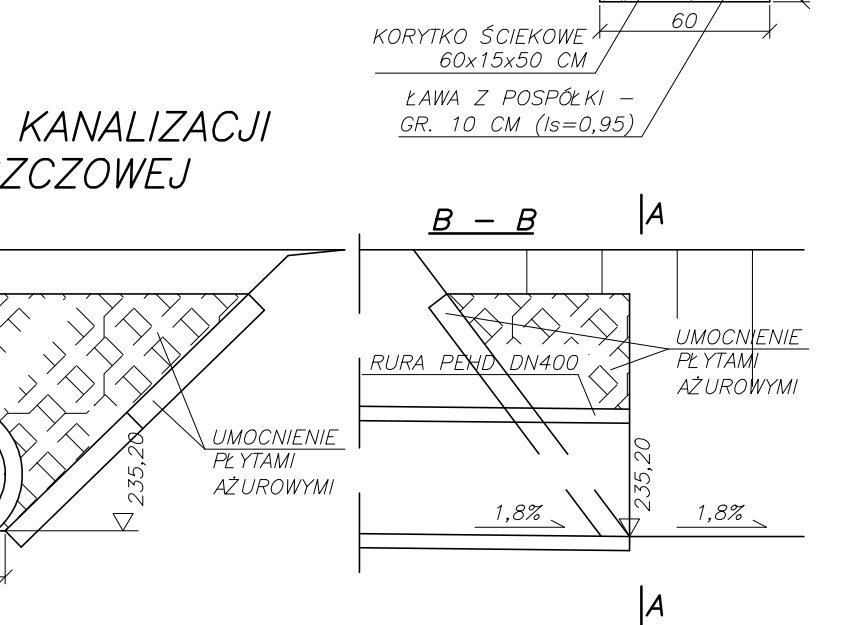 60
KORYTKO ŚCIEKOWE
60x15x50 CM
ŁAWA Z POSPÓŁKI –
GR. 10 CM (Is=0,95)
KANALIZACJI
ZCZOWEJ
B – B
A
UMOCNIENIE
PŁYTAMI
AŻUROWYMI
RURA PEHD DN400
UMOCNIENIE
PŁYTAMI
AŻUROWYMI
235,20
235,20
1,8%
1,8%
A